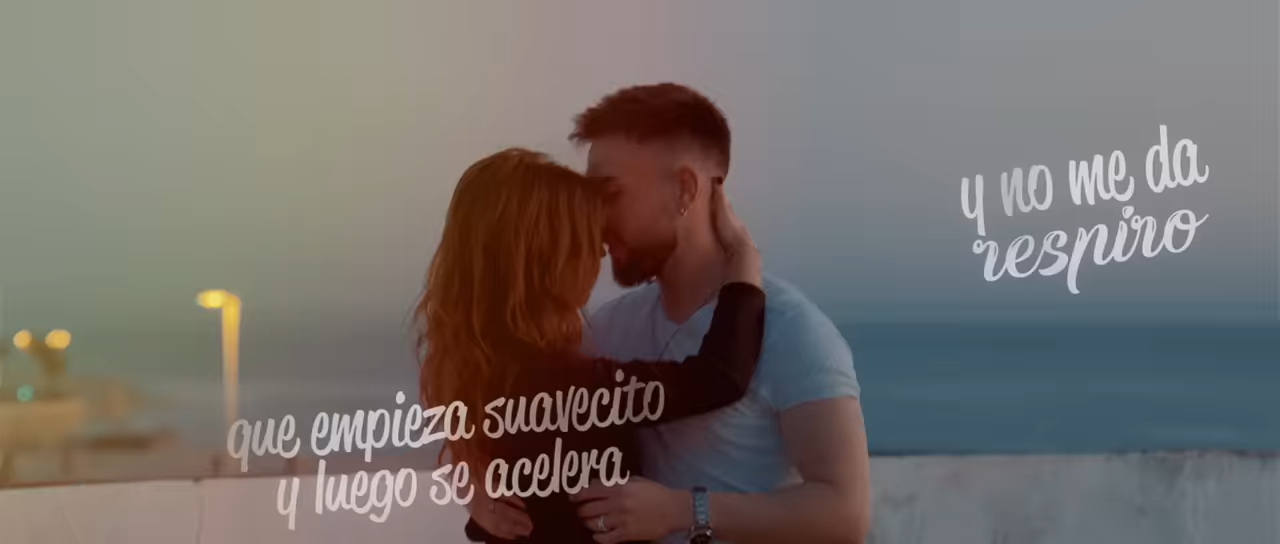 que empieza suavecito
y luego se acelera
y no me da
respiro